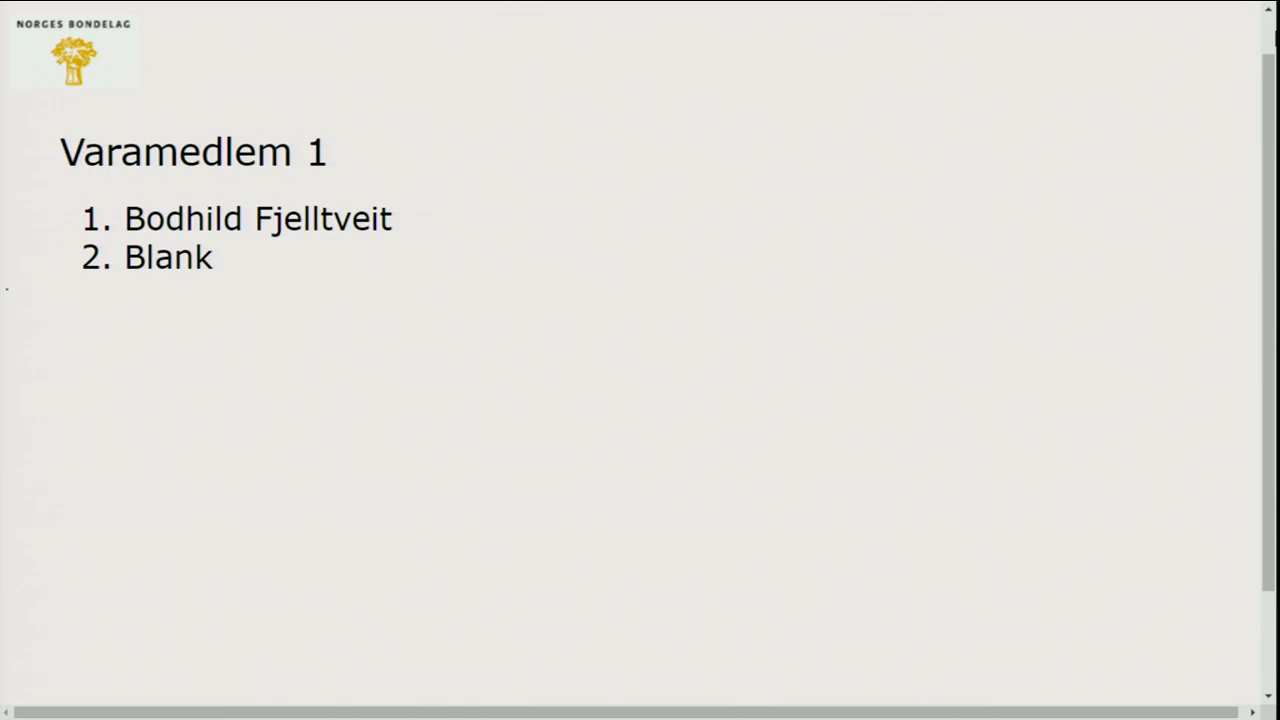 NORGES BONDELAG
Varamedlem 1
1. Bodhild Fjelltveit
2. Blank